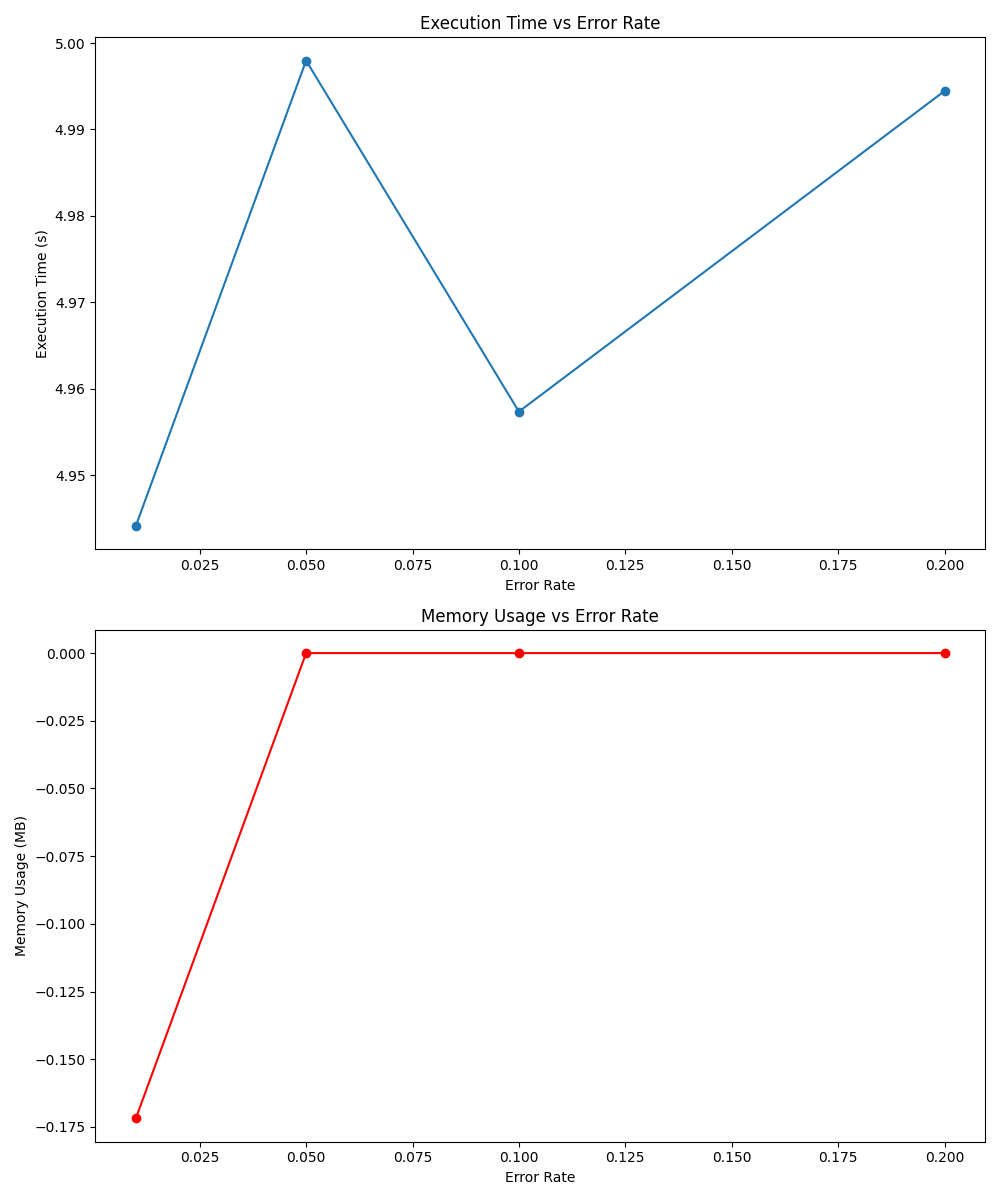 Execution Time vs Error Rate
5.00
4.99
4.98
4.97
4.96
4.95
Execution Time (s)
0.025 0.050 0.075 0.100 0.125 0.150 0.175 0.200
Error Rate
Memory Usage vs Error Rate
0.000
−0.025
−0.050
−0.075
−0.100
−0.125
−0.150
−0.175
Memory Usage (MB)
0.025 0.050 0.075 0.100 0.125 0.150 0.175 0.200
Error Rate